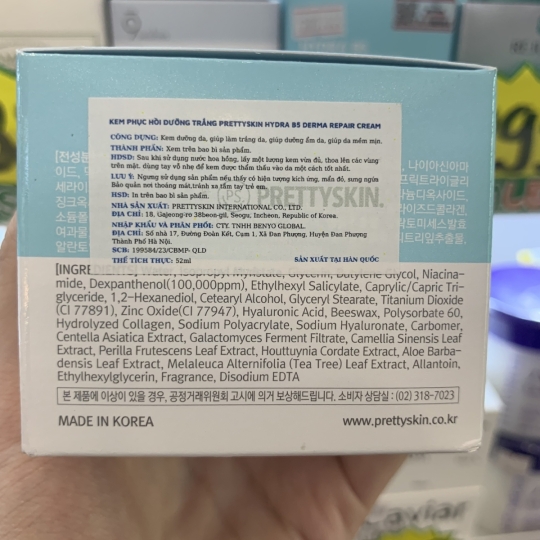 KEM PHỤC HỒI DƯỠNG TRẮNG PRETTYSKIN HYDRA B5 DERMA REPAIR CREAM
CÔNG DỤNG: Kem dưỡng da, giúp làm trắng da, giúp dưỡng ẩm da, giúp da mềm mịn.
THÀNH PHẦN: Xem trên bao bì sản phẩm.
HDSD: Sau khi sử dụng nước hoa hồng, lấy một lượng kem vừa đủ, thoa lên các vùng
trên mặt, dùng tay vỗ nhẹ để kem được thẩm thấu vào da một cách tốt nhất.
LƯU Ý: Ngưng sử dụng sản phẩm nếu thấy có hiện tượng kích ứng, mẩn đỏ, sưng ngứa
Bảo quản nơi thoáng mát, tránh xa tầm tay trẻ em.
HSD: In trên bao bì sản phẩm.
NHÀ SẢN XUẤT: PRETTYSKIN INTERNATIONAL CO., LTD.
ĐỊA CHỈ: 18, Gajeong-ro 38beon-gil, Seogu, Incheon, Republic of Korea.
NHẬP KHẨU VÀ PHÂN PHỐI: CTY. TNHH BENYO GLOBAL
ĐỊA CHỈ: Số nhà 17, Đường Đoàn Kết, Cụm 1, Xã Đan Phượng, Huyện Đan Phượng
Thành Phố Hà Nội.
SCB: 199584/23/CBMP- QLD
THỂ TÍCH THỰC: 52ml SẢN XUẤT TẠI HÀN QUỐC
PS PRETTYSKIN.
[전성분
[INGREDIENTS] Water, Isopropyl Myristate, Glycerin, Butylene Glycol, Niacina-
mide, Dexpanthenol(100,000ppm), Ethylhexyl Salicylate, Caprylic/Capric Tri-
glyceride, 1,2-Hexanediol, Cetearyl Alcohol, Glyceryl Stearate, Titanium Dioxide
(CI 77891), Zinc Oxide(CI 77947), Hyaluronic Acid, Beeswax, Polysorbate 60,
Hydrolyzed Collagen, Sodium Polyacrylate, Sodium Hyaluronate, Carbomer,
Centella Asiatica Extract, Galactomyces Ferment Filtrate, Camellia Sinensis Leaf
Extract, Perilla Frutescens Leaf Extract, Houttuynia Cordate Extract, Aloe Barba-
densis Leaf Extract, Melaleuca Alternifolia (Tea Tree) Leaf Extract, Allantoin,
Ethylhexylglycerin, Fragrance, Disodium EDTA
본 제품에 이상이 있을 경우, 공정거래위원회 고시에 의거 보상해드립니다. 소비자 상담실 : (02) 318-7023
MADE IN KOREA www.prettyskin.co.kr